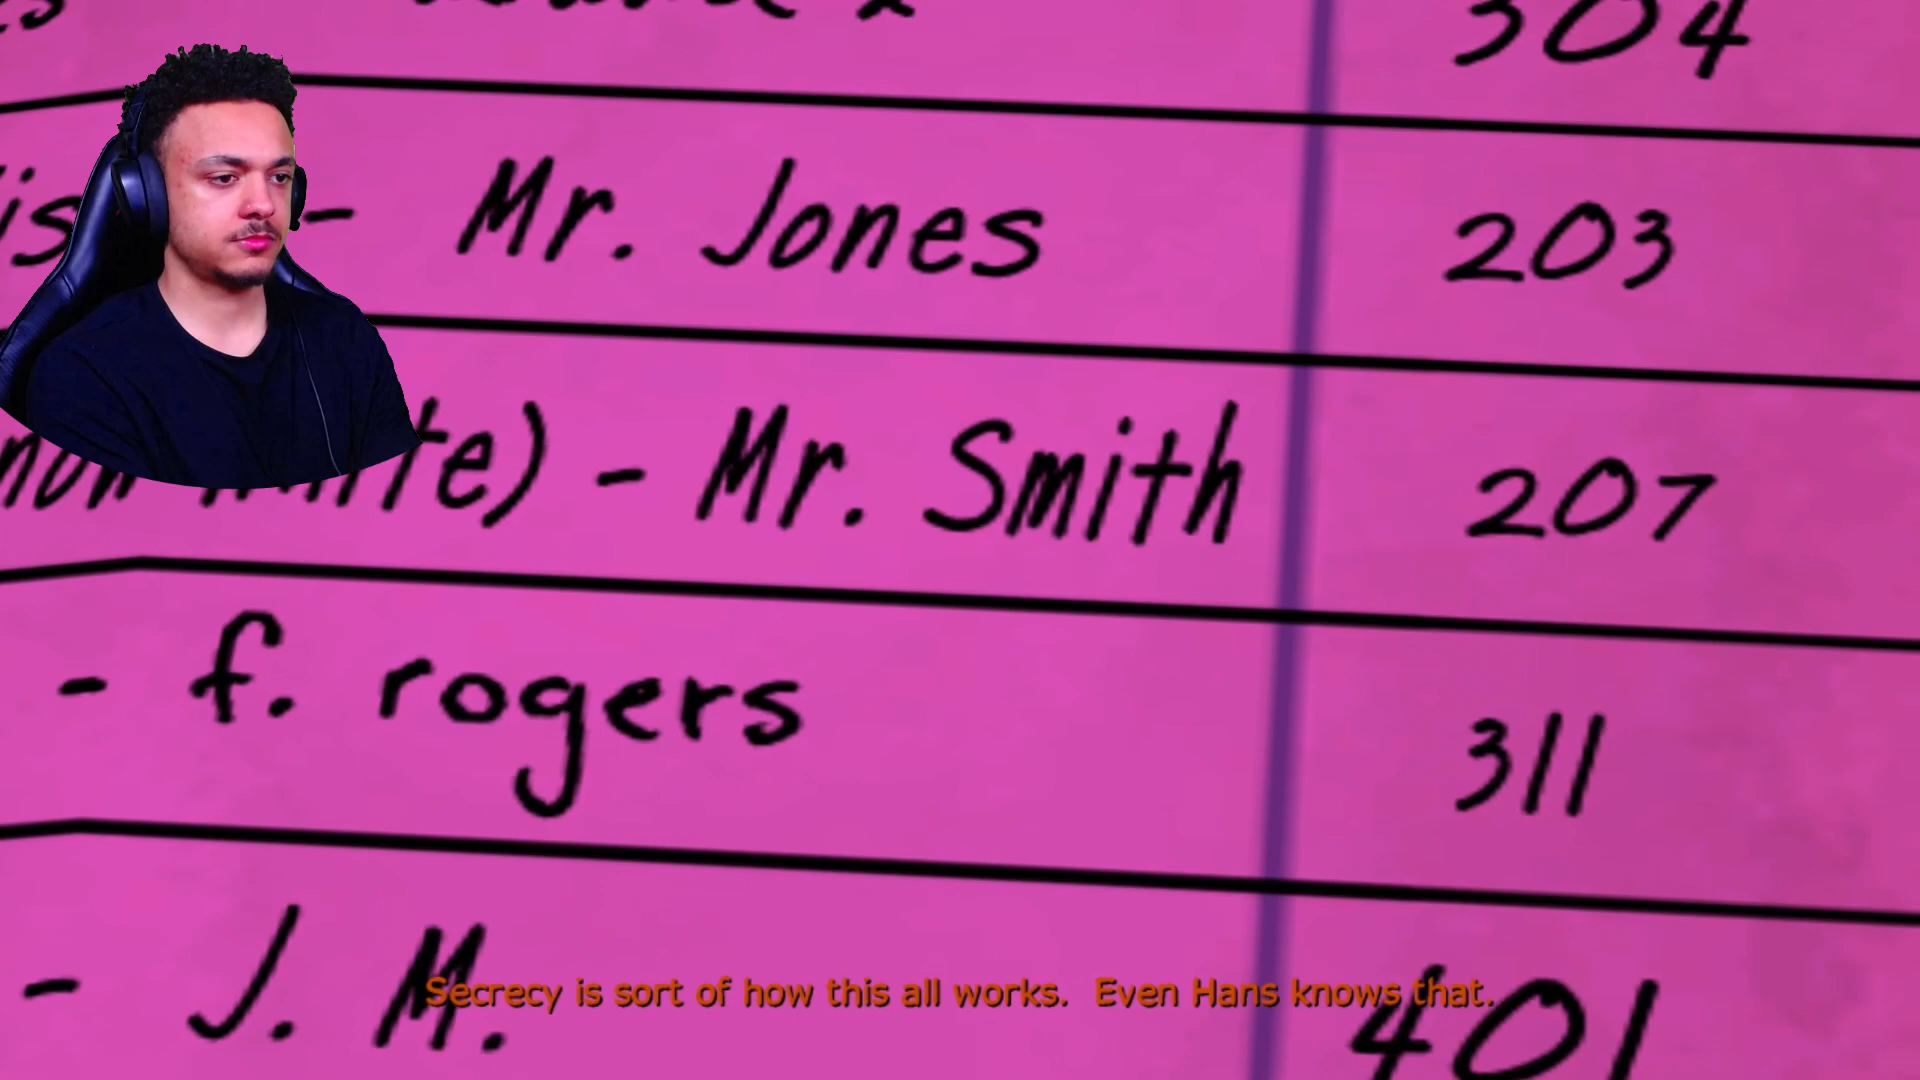 304
- Mr. Jones 203
- Mr. Smith 207
- f. rogers 311
- J. M. 401
Secrecy is sort of how this all works. Even Hans knows that.